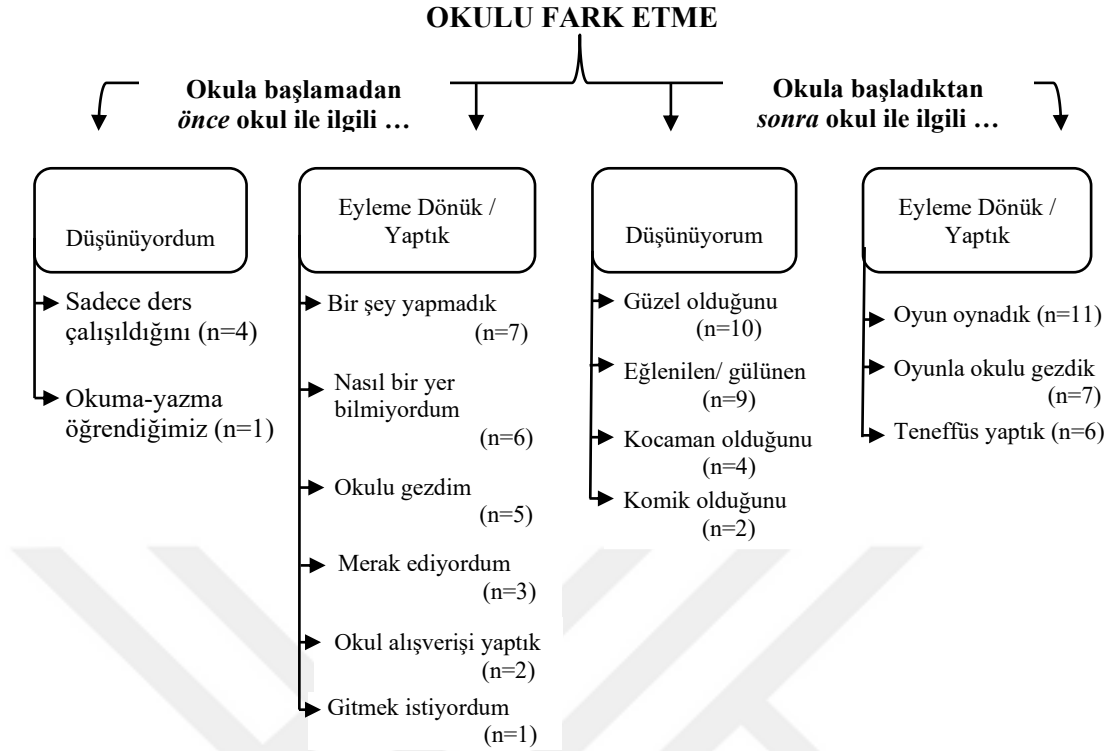 OKULU FARK ETME
Okula başlamadan
önce okul ile ilgili …
Okula başladıktan
sonra okul ile ilgili …
Düşünüyordum
Sadece ders
çalışıldığını (n=4)
Okuma-yazma
öğrendiğimiz (n=1)
Eyleme Dönük /
Yaptık
Bir şey yapmadık
(n=7)
Nasıl bir yer
bilmiyordum
(n=6)
Okulu gezdim
(n=5)
Merak ediyordum
(n=3)
Okul alışverişi yaptık
(n=2)
Gitmek istiyordum
(n=1)
Düşünüyorum
Güzel olduğunu
(n=10)
Eğlenilen/ gülünen
(n=9)
Kocaman olduğunu
(n=4)
Komik olduğunu
(n=2)
Eyleme Dönük /
Yaptık
Oyun oynadık (n=11)
Oyunla okulu gezdik
(n=7)
Teneffüs yaptık (n=6)